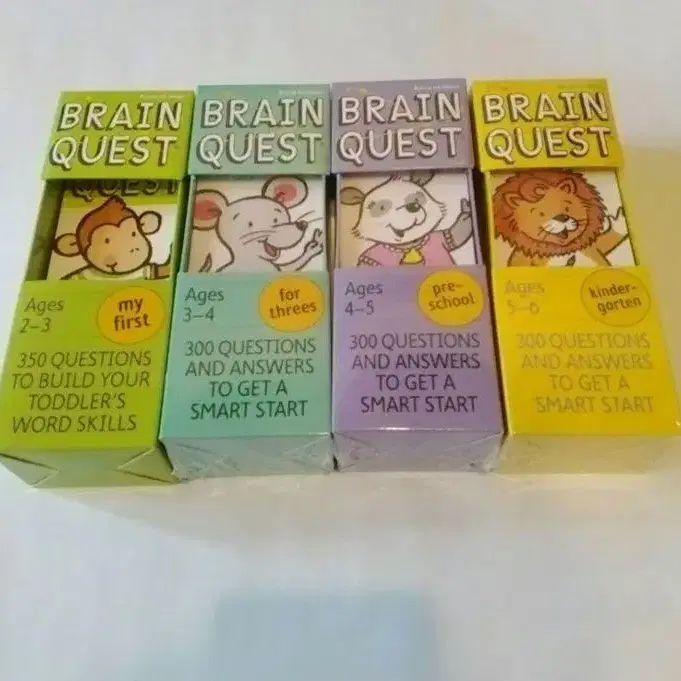 BRAIN
QUEST
QUEST
Ages
2–3
my
first
350 QUESTIONS
TO BUILD YOUR
TODDLER'S
WORD SKILLS
BRAIN
QUEST
Ages
3–4
for
threes
300 QUESTIONS
AND ANSWERS
TO GET A
SMART START
BRAIN
QUEST
Ages
4–5
pre-
school
300 QUESTIONS
AND ANSWERS
TO GET A
SMART START
BRAIN
QUEST
Ages
5–6
kinder-
garten
300 QUESTIONS
AND ANSWERS
TO GET A
SMART START